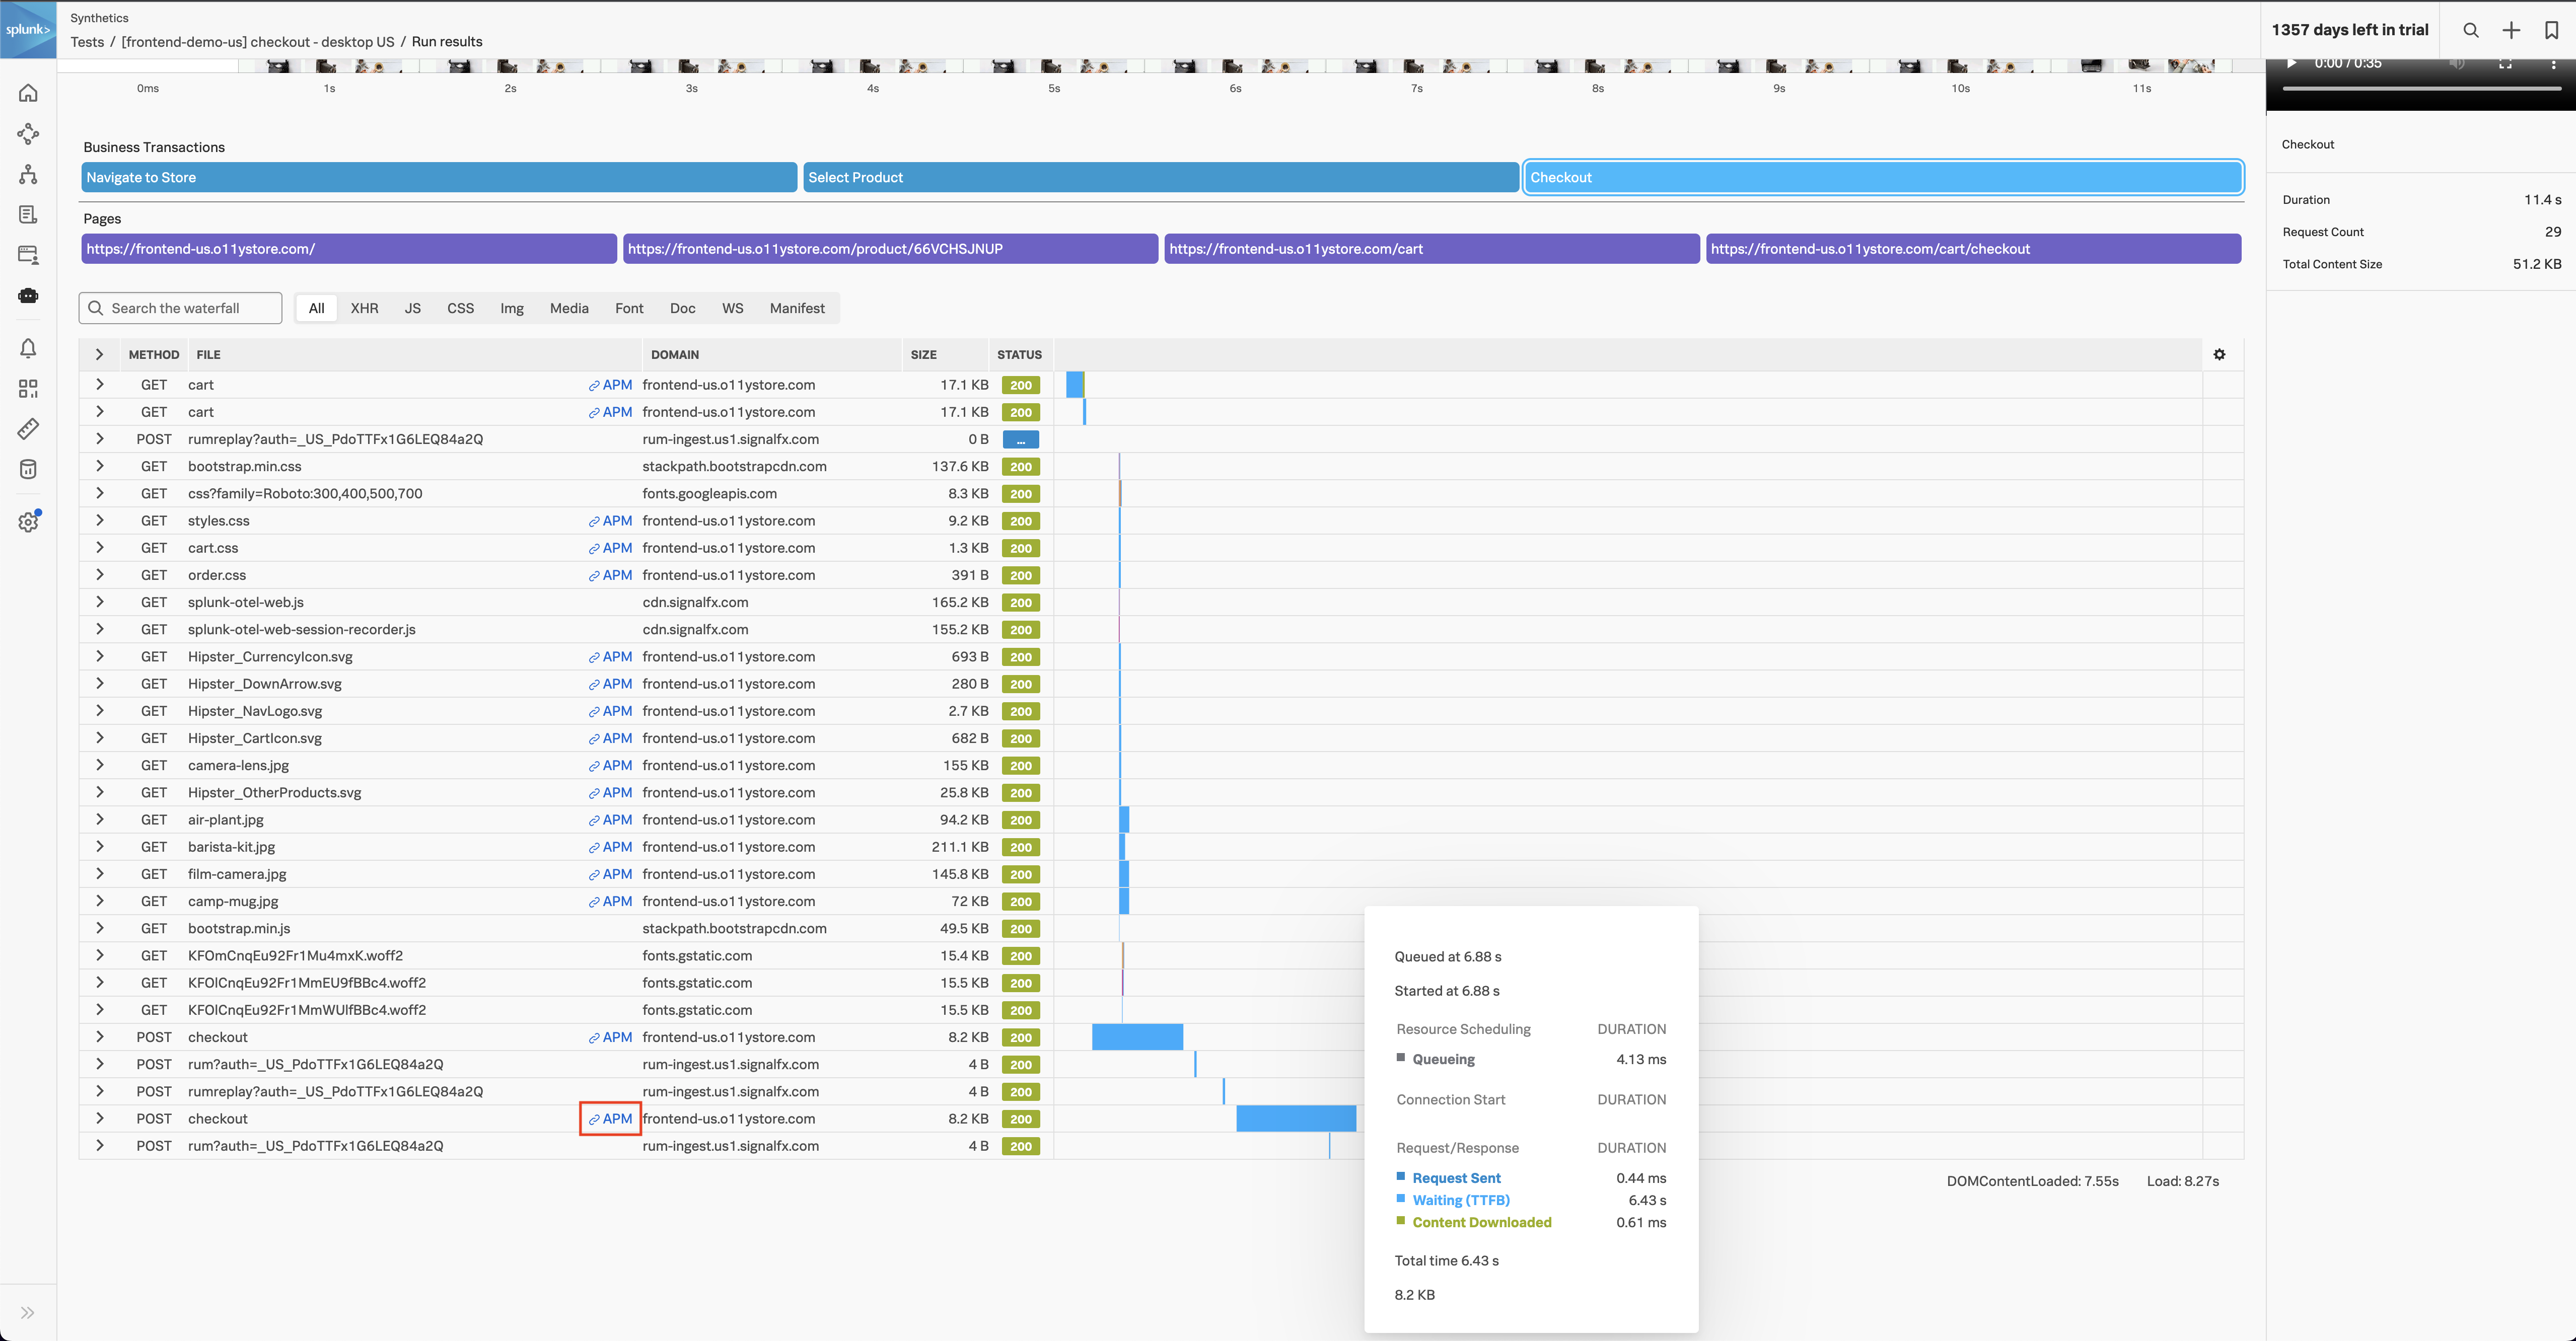 splunk>
Synthetics
Tests / [frontend-demo-us] checkout - desktop US / Run results
1357 days left in trial
0:00 / 0:35
0ms 1s 2s 3s 4s 5s 6s 7s 8s 9s 10s 11s
Business Transactions
Navigate to Store Select Product Checkout
Pages
https://frontend-us.o11ystore.com/ https://frontend-us.o11ystore.com/product/66VCHSJNUP https://frontend-us.o11ystore.com/cart https://frontend-us.o11ystore.com/cart/checkout
Search the waterfall All XHR JS CSS Img Media Font Doc WS Manifest
METHOD FILE DOMAIN SIZE STATUS
GET cart APM frontend-us.o11ystore.com 17.1 KB 200
GET cart APM frontend-us.o11ystore.com 17.1 KB 200
POST rumreplay?auth=_US_PdoTTFx1G6LEQ84a2Q rum-ingest.us1.signalfx.com 0 B ...
GET bootstrap.min.css stackpath.bootstrapcdn.com 137.6 KB 200
GET css?family=Roboto:300,400,500,700 fonts.googleapis.com 8.3 KB 200
GET styles.css APM frontend-us.o11ystore.com 9.2 KB 200
GET cart.css APM frontend-us.o11ystore.com 1.3 KB 200
GET order.css APM frontend-us.o11ystore.com 391 B 200
GET splunk-otel-web.js cdn.signalfx.com 165.2 KB 200
GET splunk-otel-web-session-recorder.js cdn.signalfx.com 155.2 KB 200
GET Hipster_CurrencyIcon.svg APM frontend-us.o11ystore.com 693 B 200
GET Hipster_DownArrow.svg APM frontend-us.o11ystore.com 280 B 200
GET Hipster_NavLogo.svg APM frontend-us.o11ystore.com 2.7 KB 200
GET Hipster_CartIcon.svg APM frontend-us.o11ystore.com 682 B 200
GET camera-lens.jpg APM frontend-us.o11ystore.com 155 KB 200
GET Hipster_OtherProducts.svg APM frontend-us.o11ystore.com 25.8 KB 200
GET air-plant.jpg APM frontend-us.o11ystore.com 94.2 KB 200
GET barista-kit.jpg APM frontend-us.o11ystore.com 211.1 KB 200
GET film-camera.jpg APM frontend-us.o11ystore.com 145.8 KB 200
GET camp-mug.jpg APM frontend-us.o11ystore.com 72 KB 200
GET bootstrap.min.js stackpath.bootstrapcdn.com 49.5 KB 200
GET KFOmCnqEu92Fr1Mu4mxK.woff2 fonts.gstatic.com 15.4 KB 200
GET KFOlCnqEu92Fr1MmEU9fBBc4.woff2 fonts.gstatic.com 15.5 KB 200
GET KFOlCnqEu92Fr1MmWUlfBBc4.woff2 fonts.gstatic.com 15.5 KB 200
POST checkout APM frontend-us.o11ystore.com 8.2 KB 200
POST rum?auth=_US_PdoTTFx1G6LEQ84a2Q rum-ingest.us1.signalfx.com 4 B 200
POST rumreplay?auth=_US_PdoTTFx1G6LEQ84a2Q rum-ingest.us1.signalfx.com 4 B 200
POST checkout APM frontend-us.o11ystore.com 8.2 KB 200
POST rum?auth=_US_PdoTTFx1G6LEQ84a2Q rum-ingest.us1.signalfx.com 4 B 200
DOMContentLoaded: 7.55s Load: 8.27s
Queued at 6.88 s
Started at 6.88 s
Resource Scheduling DURATION
Queueing 4.13 ms
Connection Start DURATION
Request/Response DURATION
Request Sent 0.44 ms
Waiting (TTFB) 6.43 s
Content Downloaded 0.61 ms
Total time 6.43 s
8.2 KB
Checkout
Duration 11.4 s
Request Count 29
Total Content Size 51.2 KB